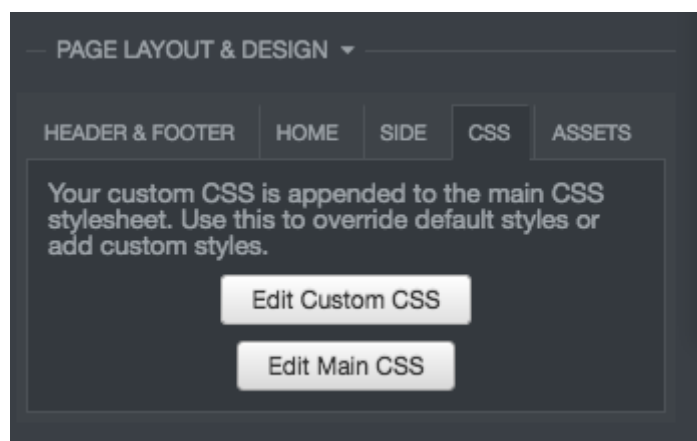 PAGE LAYOUT & DESIGN
HEADER & FOOTER HOME SIDE CSS ASSETS
Your custom CSS is appended to the main CSS
stylesheet. Use this to override default styles or
add custom styles.
Edit Custom CSS
Edit Main CSS